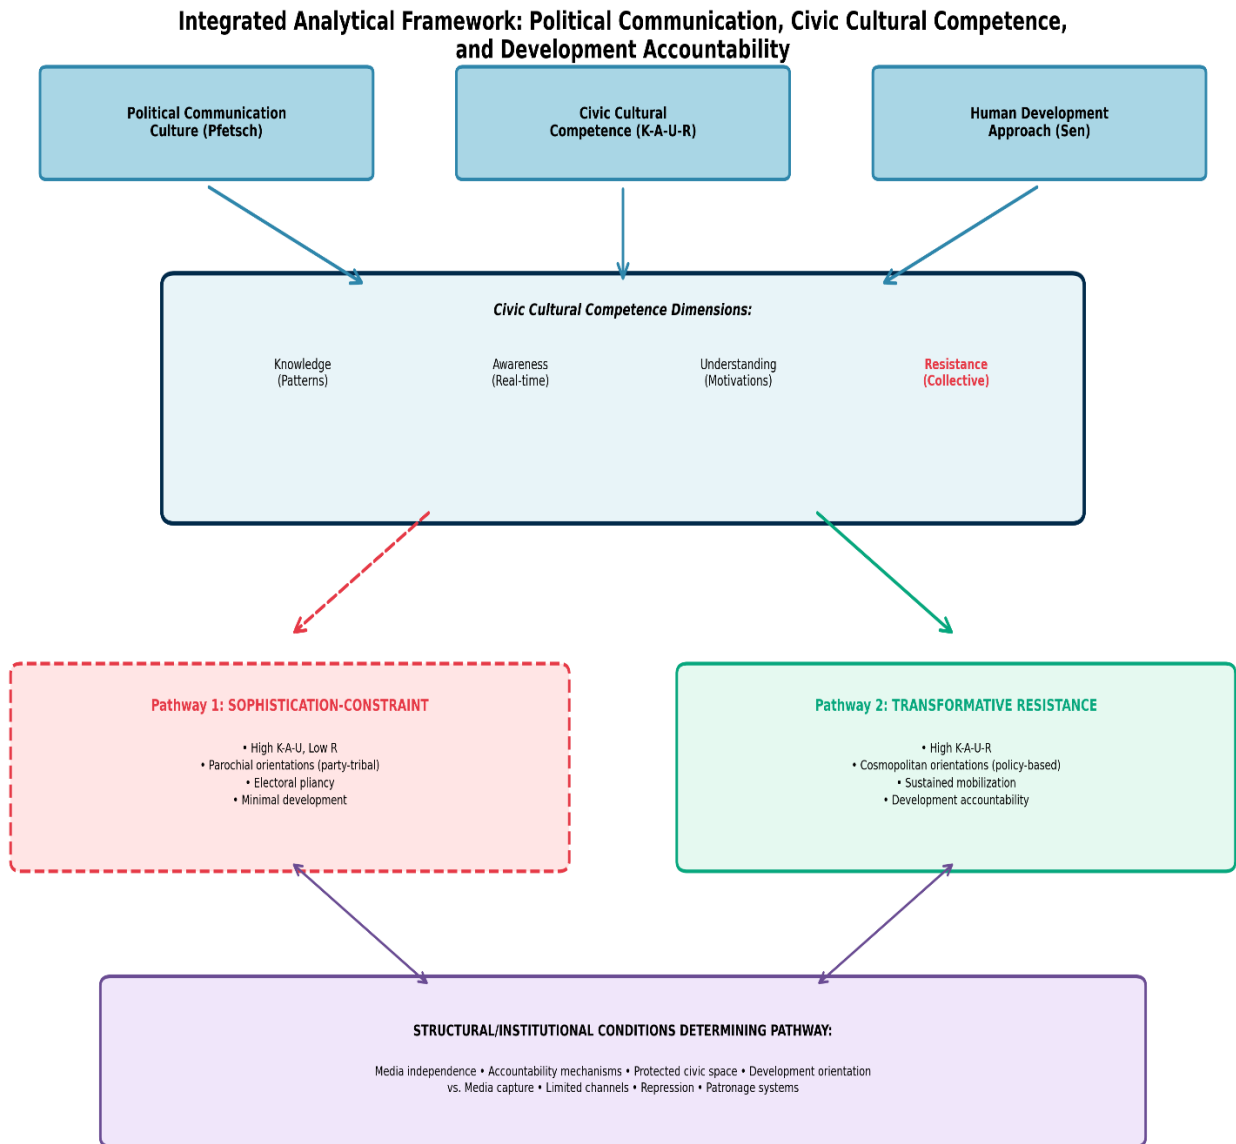 Integrated Analytical Framework: Political Communication, Civic Cultural Competence,
and Development Accountability
Political Communication
Culture (Pfetsch)
Civic Cultural
Competence (K-A-U-R)
Human Development
Approach (Sen)
Civic Cultural Competence Dimensions:
Knowledge
(Patterns)
Awareness
(Real-time)
Understanding
(Motivations)
Resistance
(Collective)
Pathway 1: SOPHISTICATION-CONSTRAINT
• High K-A-U, Low R
• Parochial orientations (party-tribal)
• Electoral pliancy
• Minimal development
Pathway 2: TRANSFORMATIVE RESISTANCE
• High K-A-U-R
• Cosmopolitan orientations (policy-based)
• Sustained mobilization
• Development accountability
STRUCTURAL/INSTITUTIONAL CONDITIONS DETERMINING PATHWAY:
Media independence • Accountability mechanisms • Protected civic space • Development orientation
vs. Media capture • Limited channels • Repression • Patronage systems